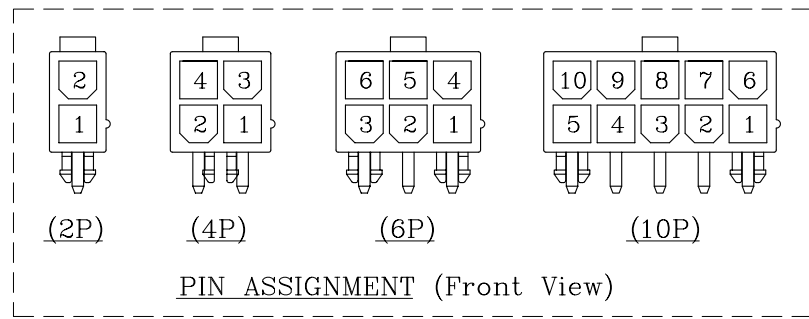 2 4 3 6 5 4 10 9 8 7 6
1 2 1 3 2 1 5 4 3 2 1
(2P) (4P) (6P) (10P)
PIN ASSIGNMENT (Front View)